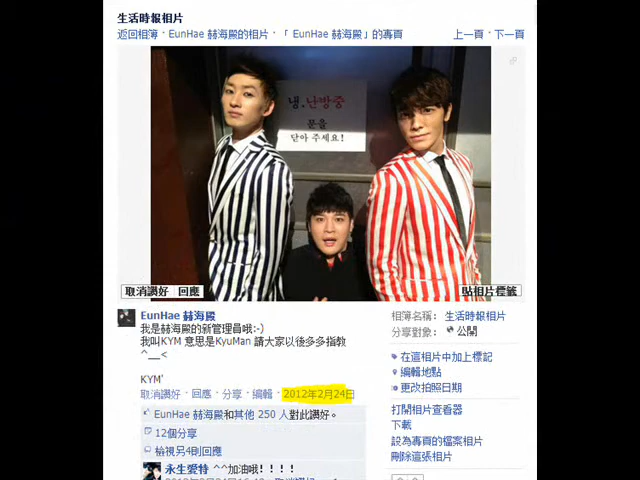 生活時報相片
返回相簿 · EunHae 赫海殿的相片 · 「 EunHae 赫海殿」的專頁
上一頁 · 下一頁
냉,난방중
문을
닫아 주세요!
取消讚好 回應
貼相片標籤
EunHae 赫海殿
我是赫海殿的新管理員哦:-)
我叫KYM 意思是KyuMan 請大家以後多多指教
^__<
KYM'
取消讚好 · 回應 · 分享 · 編輯 · 2012年2月24日
EunHae 赫海殿和其他 250 人對此讚好。
12個分享
檢視另4則回應
永生愛特 ^^加油哦!!!!
相簿名稱: 生活時報相片
分享對象: 公開
在這相片中加上標記
編輯地點
更改拍照日期
打開相片查看器
下載
設為專頁的檔案相片
刪除這張相片